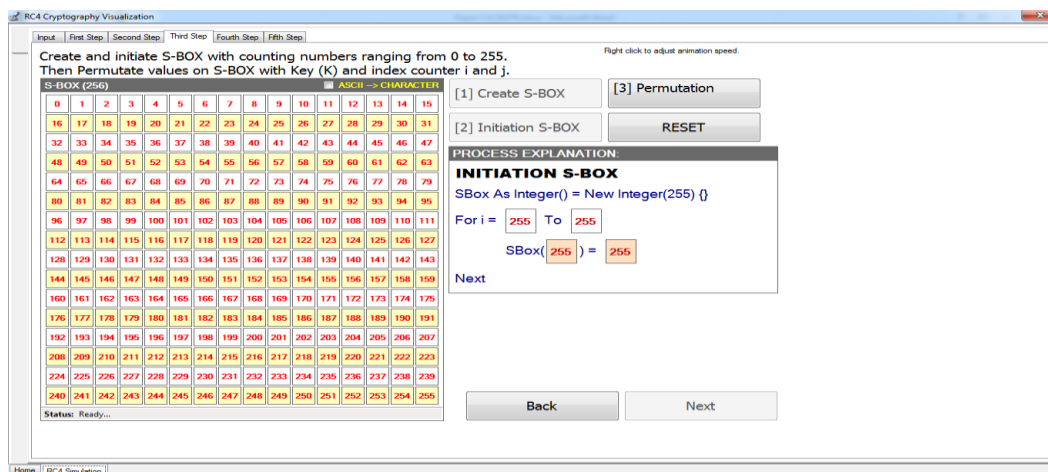 RC4 Cryptography Visualization
Input First Step Second Step Third Step Fourth Step Fifth Step
Create and initiate S-BOX with counting numbers ranging from 0 to 255.
Then Permutate values on S-BOX with Key (K) and index counter i and j.
Right click to adjust animation speed.
S-BOX (256) ASCII --> CHARACTER
0 1 2 3 4 5 6 7 8 9 10 11 12 13 14 15
16 17 18 19 20 21 22 23 24 25 26 27 28 29 30 31
32 33 34 35 36 37 38 39 40 41 42 43 44 45 46 47
48 49 50 51 52 53 54 55 56 57 58 59 60 61 62 63
64 65 66 67 68 69 70 71 72 73 74 75 76 77 78 79
80 81 82 83 84 85 86 87 88 89 90 91 92 93 94 95
96 97 98 99 100 101 102 103 104 105 106 107 108 109 110 111
112 113 114 115 116 117 118 119 120 121 122 123 124 125 126 127
128 129 130 131 132 133 134 135 136 137 138 139 140 141 142 143
144 145 146 147 148 149 150 151 152 153 154 155 156 157 158 159
160 161 162 163 164 165 166 167 168 169 170 171 172 173 174 175
176 177 178 179 180 181 182 183 184 185 186 187 188 189 190 191
192 193 194 195 196 197 198 199 200 201 202 203 204 205 206 207
208 209 210 211 212 213 214 215 216 217 218 219 220 221 222 223
224 225 226 227 228 229 230 231 232 233 234 235 236 237 238 239
240 241 242 243 244 245 246 247 248 249 250 251 252 253 254 255
Status: Ready...
[1] Create S-BOX [3] Permutation
[2] Initiation S-BOX RESET
PROCESS EXPLANATION:
INITIATION S-BOX
SBox As Integer() = New Integer(255) {}
For i = 255 To 255
SBox( 255 ) = 255
Next
Back Next
Home RC4 Simulation